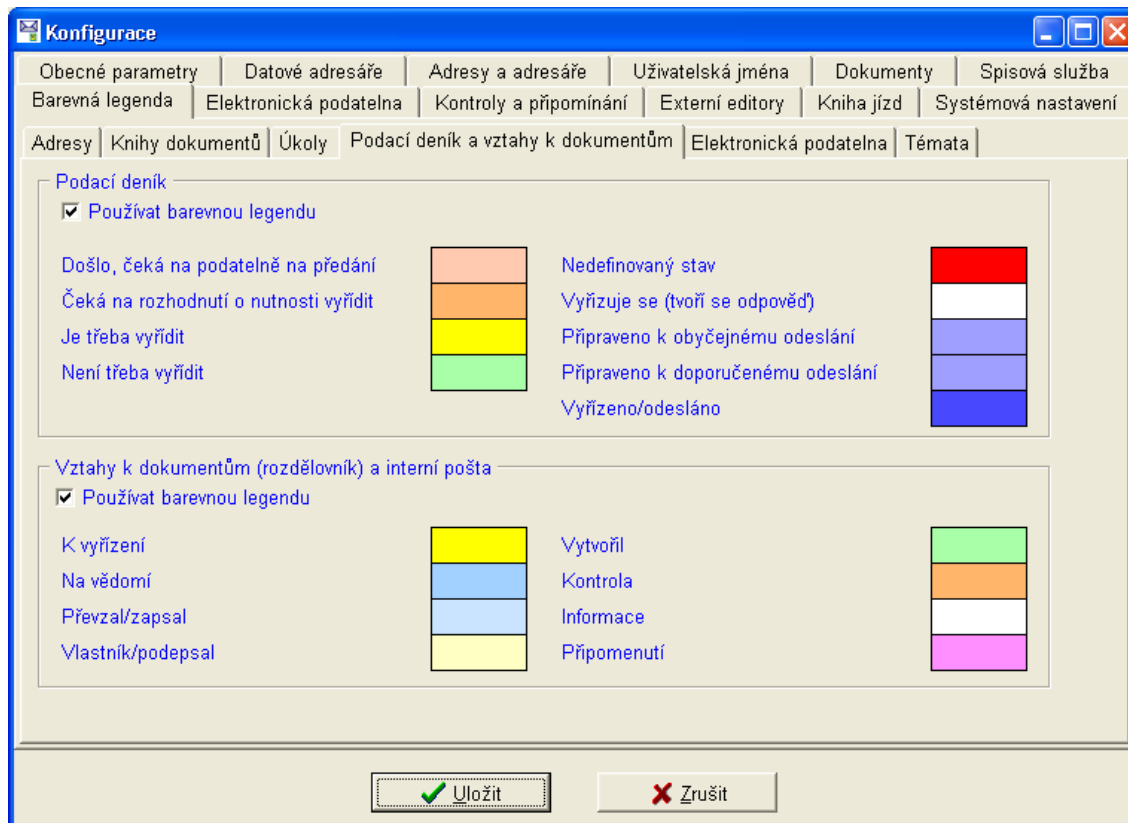 Konfigurace
Obecné parametry Datové adresáře Adresy a adresáře Uživatelská jména Dokumenty Spisová služba
Barevná legenda Elektronická podatelna Kontroly a připomínání Externí editory Kniha jízd Systémová nastavení
Adresy Knihy dokumentů Úkoly Podací deník a vztahy k dokumentům Elektronická podatelna Témata
Podací deník
Používat barevnou legendu
Došlo, čeká na podatelně na předání Nedefinovaný stav
Čeká na rozhodnutí o nutnosti vyřídit Vyřizuje se (tvoří se odpověď)
Je třeba vyřídit Připraveno k obyčejnému odeslání
Není třeba vyřídit Připraveno k doporučenému odeslání
Vyřízeno/odesláno
Vztahy k dokumentům (rozdělovník) a interní pošta
Používat barevnou legendu
K vyřízení Vytvořil
Na vědomí Kontrola
Převzal/zapsal Informace
Vlastník/podepsal Připomenutí
Uložit Zrušit